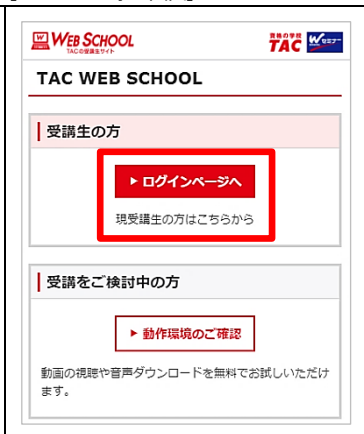 WEB SCHOOL
TACの受講生サイト
資格の学校
TAC Wセミナー
TAC WEB SCHOOL
受講生の方
ログインページへ
現受講生の方はこちらから
受講をご検討中の方
動作環境のご確認
動画の視聴や音声ダウンロードを無料でお試しいただけ
ます。